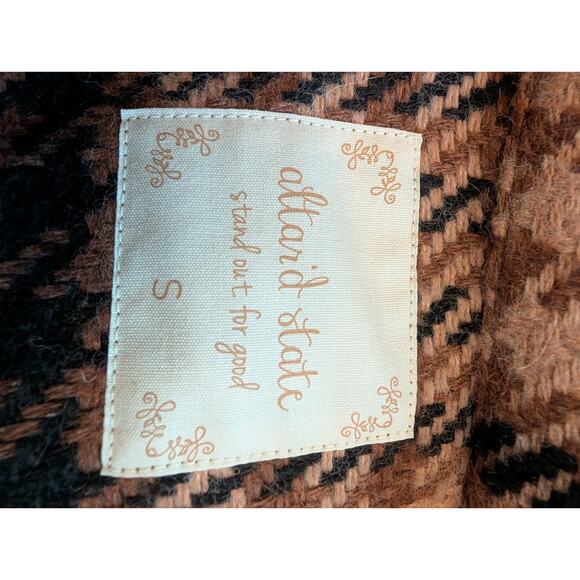 altar'd state
stand out for good
S